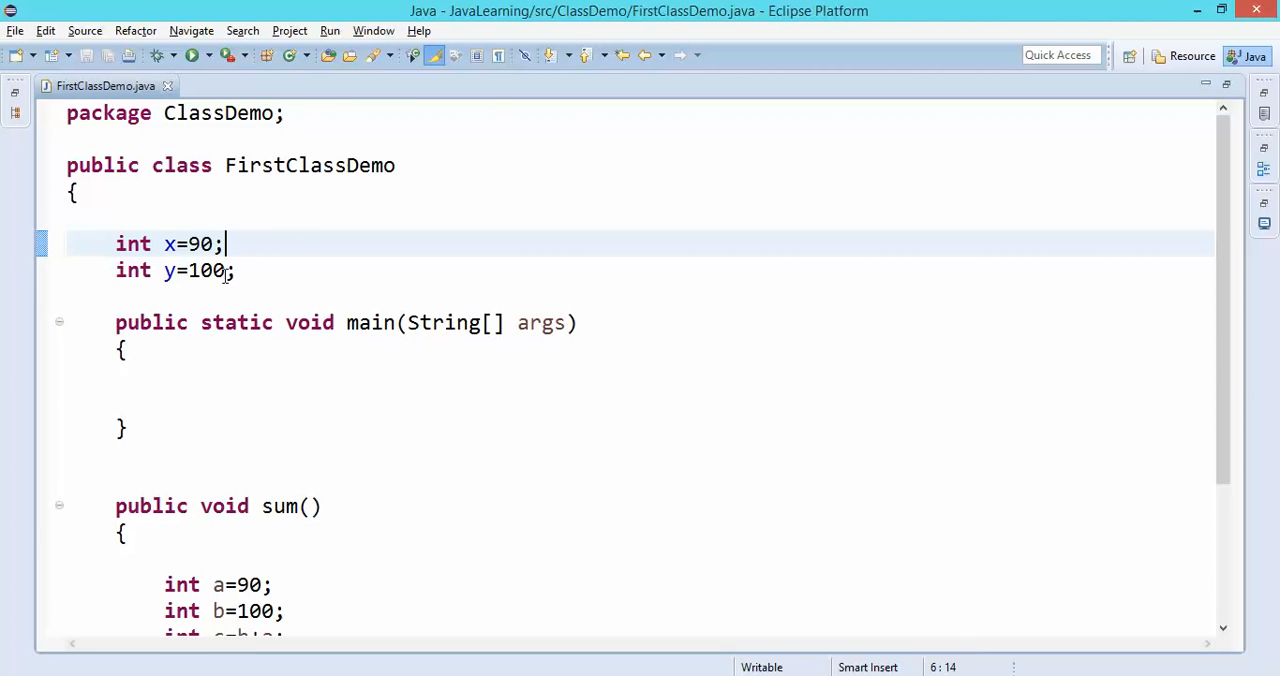 Java - JavaLearning/src/ClassDemo/FirstClassDemo.java - Eclipse Platform
File Edit Source Refactor Navigate Search Project Run Window Help
Quick Access Resource Java
FirstClassDemo.java
package ClassDemo;
public class FirstClassDemo
{
int x=90;
int y=100;
public static void main(String[] args)
{
}
public void sum()
{
int a=90;
int b=100;
Writable Smart Insert 6 : 14